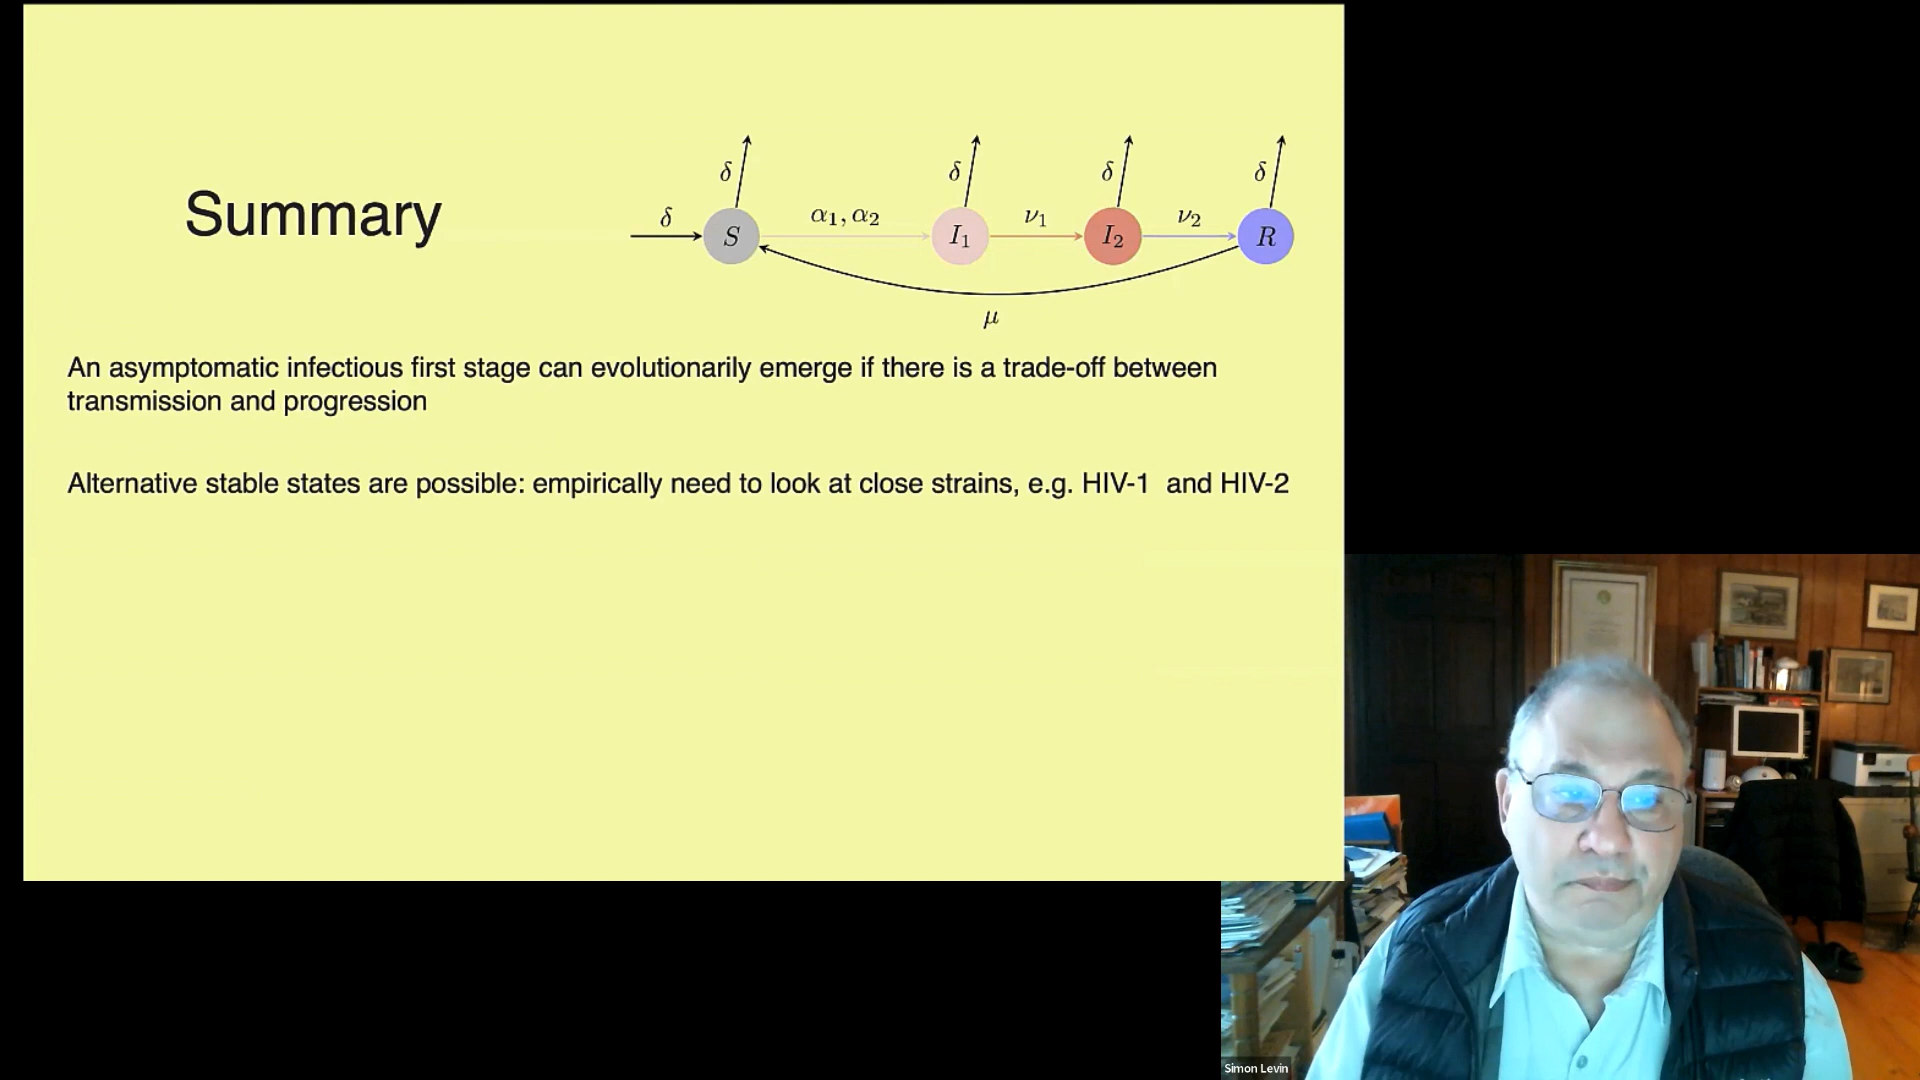 Summary
δ
δ
δ
δ
δ
S
α₁, α₂
I₁
ν₁
I₂
ν₂
R
μ
An asymptomatic infectious first stage can evolutionarily emerge if there is a trade-off between
transmission and progression
Alternative stable states are possible: empirically need to look at close strains, e.g. HIV-1 and HIV-2
Simon Levin